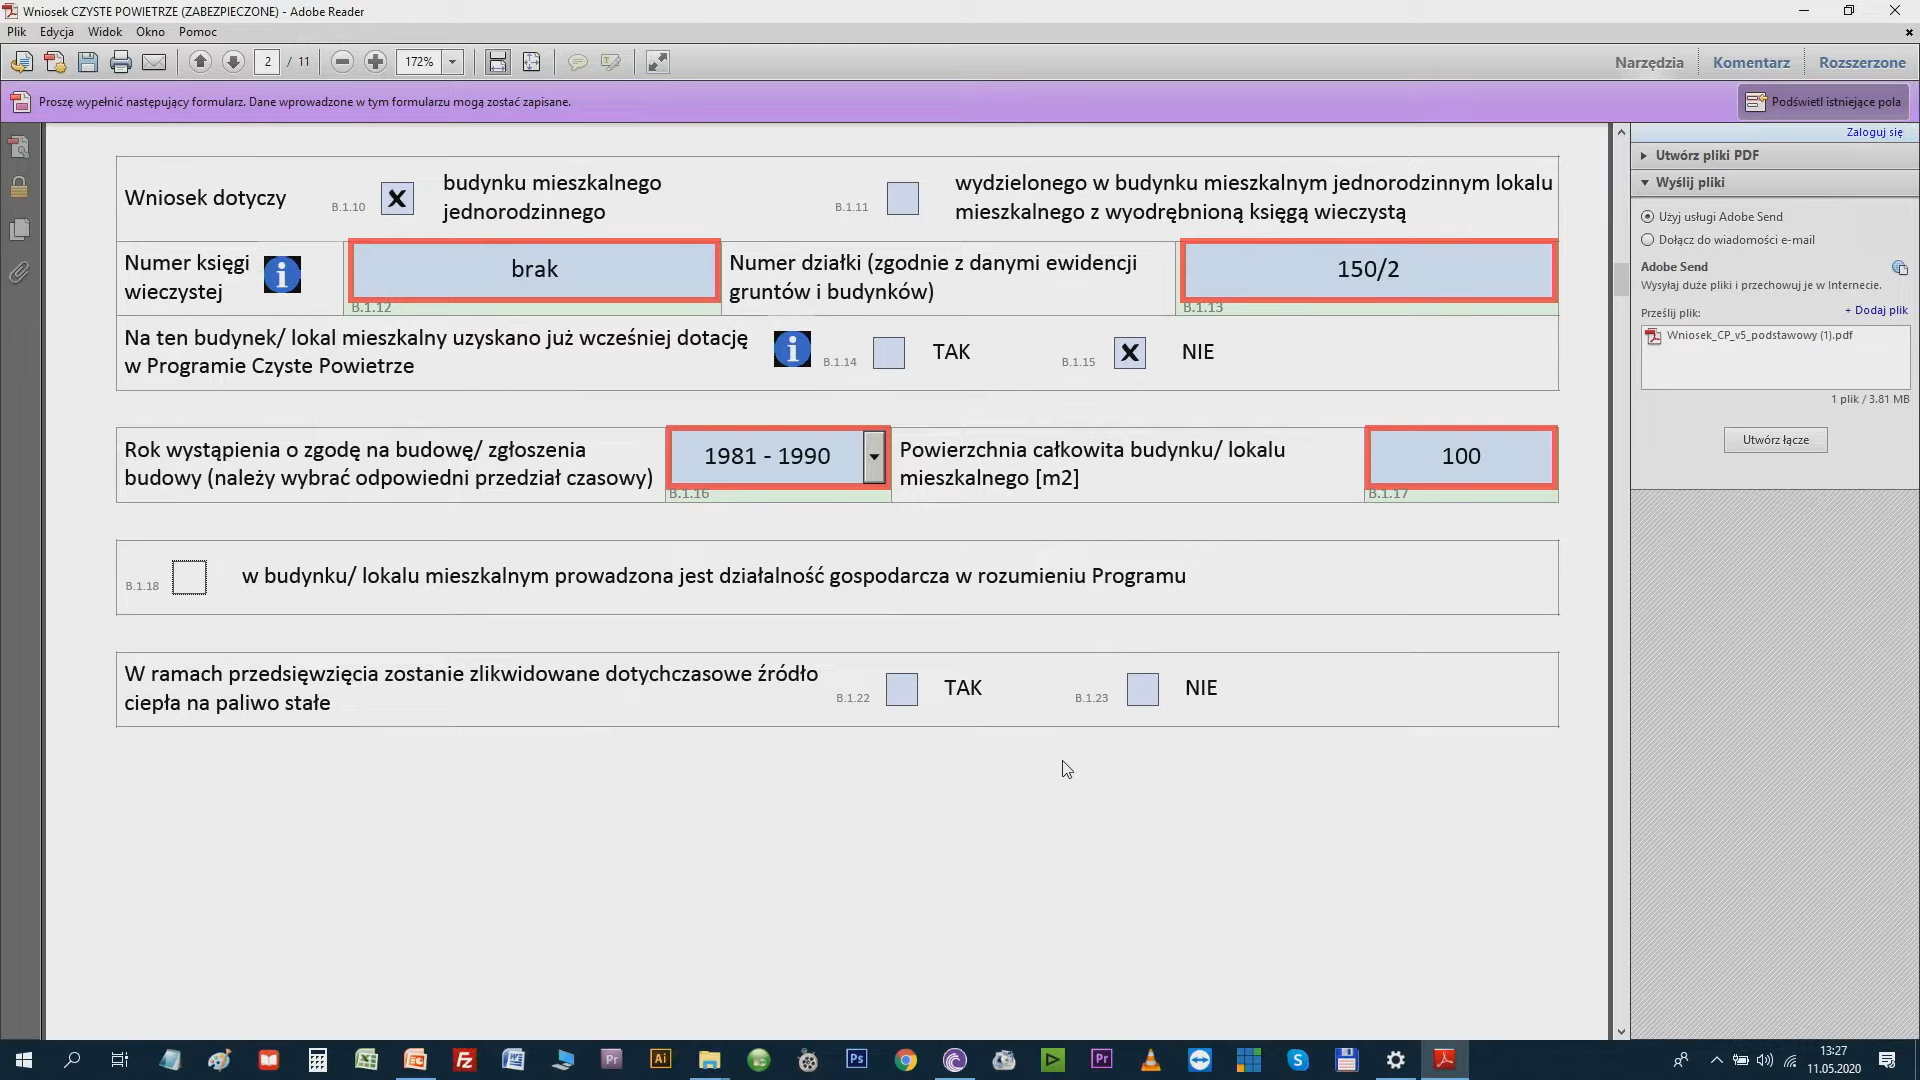 Wniosek CZYSTE POWIETRZE (ZABEZPIECZONE) - Adobe Reader
Plik Edycja Widok Okno Pomoc
2 / 11 172% Narzędzia Komentarz Rozszerzone
Proszę wypełnić następujący formularz. Dane wprowadzone w tym formularzu mogą zostać zapisane.
Podświetl istniejące pola
Wniosek dotyczy
B.1.10
X
budynku mieszkalnego
jednorodzinnego
B.1.11
wydzielonego w budynku mieszkalnym jednorodzinnym lokalu
mieszkalnego z wyodrębnioną księgą wieczystą
Numer księgi
wieczystej
i
brak
B.1.12
Numer działki (zgodnie z danymi ewidencji
gruntów i budynków)
150/2
B.1.13
Na ten budynek/ lokal mieszkalny uzyskano już wcześniej dotację
w Programie Czyste Powietrze
i
B.1.14
TAK
B.1.15
X
NIE
Rok wystąpienia o zgodę na budowę/ zgłoszenia
budowy (należy wybrać odpowiedni przedział czasowy)
1981 - 1990
B.1.16
Powierzchnia całkowita budynku/ lokalu
mieszkalnego [m2]
100
B.1.17
B.1.18
w budynku/ lokalu mieszkalnym prowadzona jest działalność gospodarcza w rozumieniu Programu
W ramach przedsięwzięcia zostanie zlikwidowane dotychczasowe źródło
ciepła na paliwo stałe
B.1.22
TAK
B.1.23
NIE
Zaloguj się
Utwórz pliki PDF
Wyślij pliki
Użyj usługi Adobe Send
Dołącz do wiadomości e-mail
Adobe Send
Wysyłaj duże pliki i przechowuj je w Internecie.
Prześlij plik:
+ Dodaj plik
Wniosek_CP_v5_podstawowy (1).pdf
1 plik / 3.81 MB
Utwórz łącze
Pr
Ai
Ps
Pr
13:27
11.05.2020